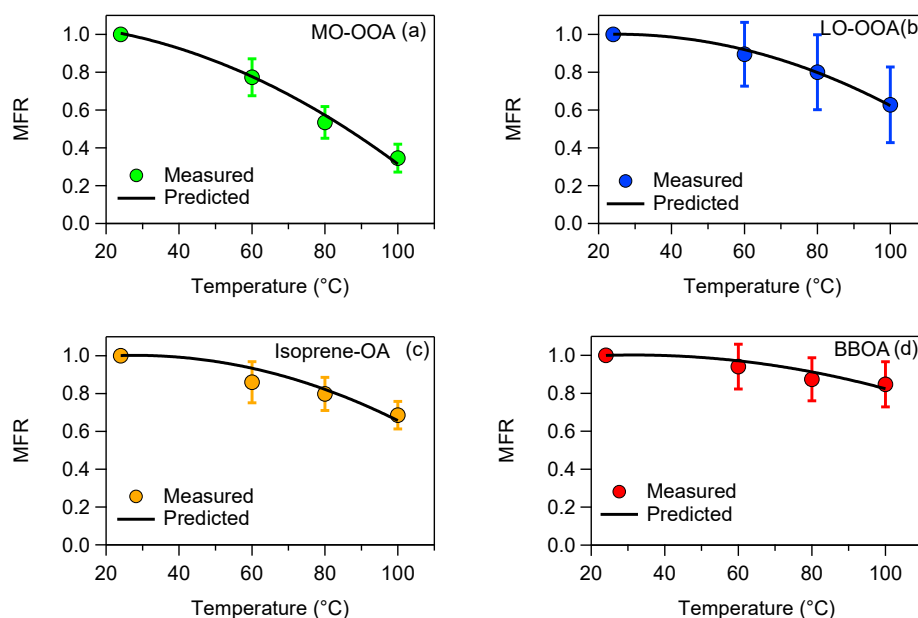 MO-OOA (a)
MFR
1.0
0.8
0.6
0.4
0.2
0.0
Measured
Predicted
20 40 60 80 100
Temperature (°C)
LO-OOA(b
MFR
1.0
0.8
0.6
0.4
0.2
0.0
Measured
Predicted
20 40 60 80 100
Temperature (°C)
Isoprene-OA (c)
MFR
1.0
0.8
0.6
0.4
0.2
0.0
Measured
Predicted
20 40 60 80 100
Temperature (°C)
BBOA (d)
MFR
1.0
0.8
0.6
0.4
0.2
0.0
Measured
Predicted
20 40 60 80 100
Temperature (°C)